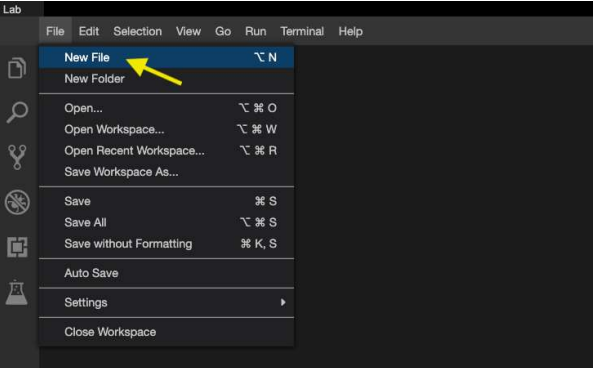 Lab
File Edit Selection View Go Run Terminal Help
New File ⌥ N
New Folder
Open... ⌥ ⌘ O
Open Workspace... ⌥ ⌘ W
Open Recent Workspace... ⌥ ⌘ R
Save Workspace As...
Save ⌘ S
Save All ⌥ ⌘ S
Save without Formatting ⌘ K, S
Auto Save
Settings
Close Workspace